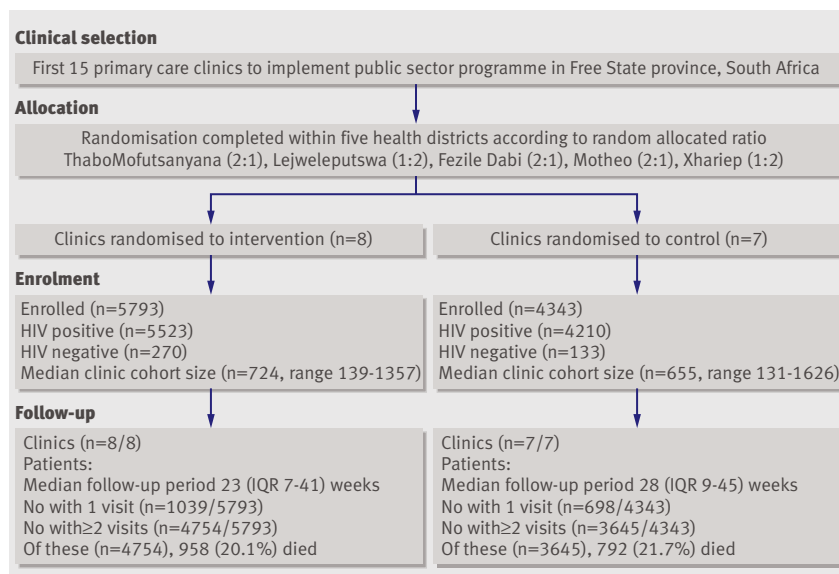 Clinical selection
First 15 primary care clinics to implement public sector programme in Free State province, South Africa
Allocation
Randomisation completed within five health districts according to random allocated ratio
ThaboMofutsanyana (2:1), Lejweleputswa (1:2), Fezile Dabi (2:1), Motheo (2:1), Xhariep (1:2)
Clinics randomised to intervention (n=8)
Clinics randomised to control (n=7)
Enrolment
Enrolled (n=5793)
HIV positive (n=5523)
HIV negative (n=270)
Median clinic cohort size (n=724, range 139-1357)
Enrolled (n=4343)
HIV positive (n=4210)
HIV negative (n=133)
Median clinic cohort size (n=655, range 131-1626)
Follow-up
Clinics (n=8/8)
Patients:
Median follow-up period 23 (IQR 7-41) weeks
No with 1 visit (n=1039/5793)
No with≥2 visits (n=4754/5793)
Of these (n=4754), 958 (20.1%) died
Clinics (n=7/7)
Patients:
Median follow-up period 28 (IQR 9-45) weeks
No with 1 visit (n=698/4343)
No with≥2 visits (n=3645/4343)
Of these (n=3645), 792 (21.7%) died